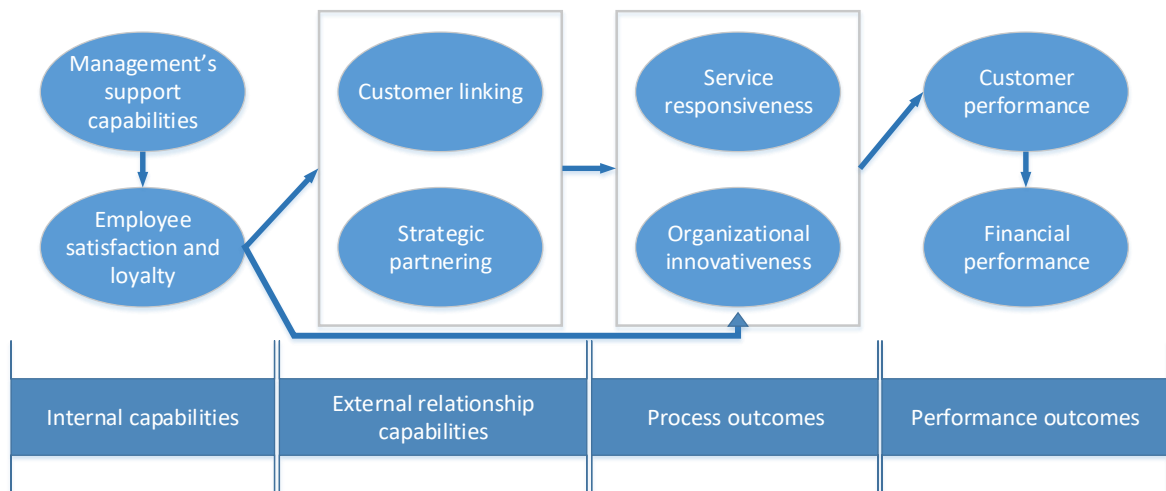 Management's
support
capabilities
Customer linking
Service
responsiveness
Customer
performance
Employee
satisfaction and
loyalty
Strategic
partnering
Organizational
innovativeness
Financial
performance
Internal capabilities
External relationship
capabilities
Process outcomes
Performance outcomes